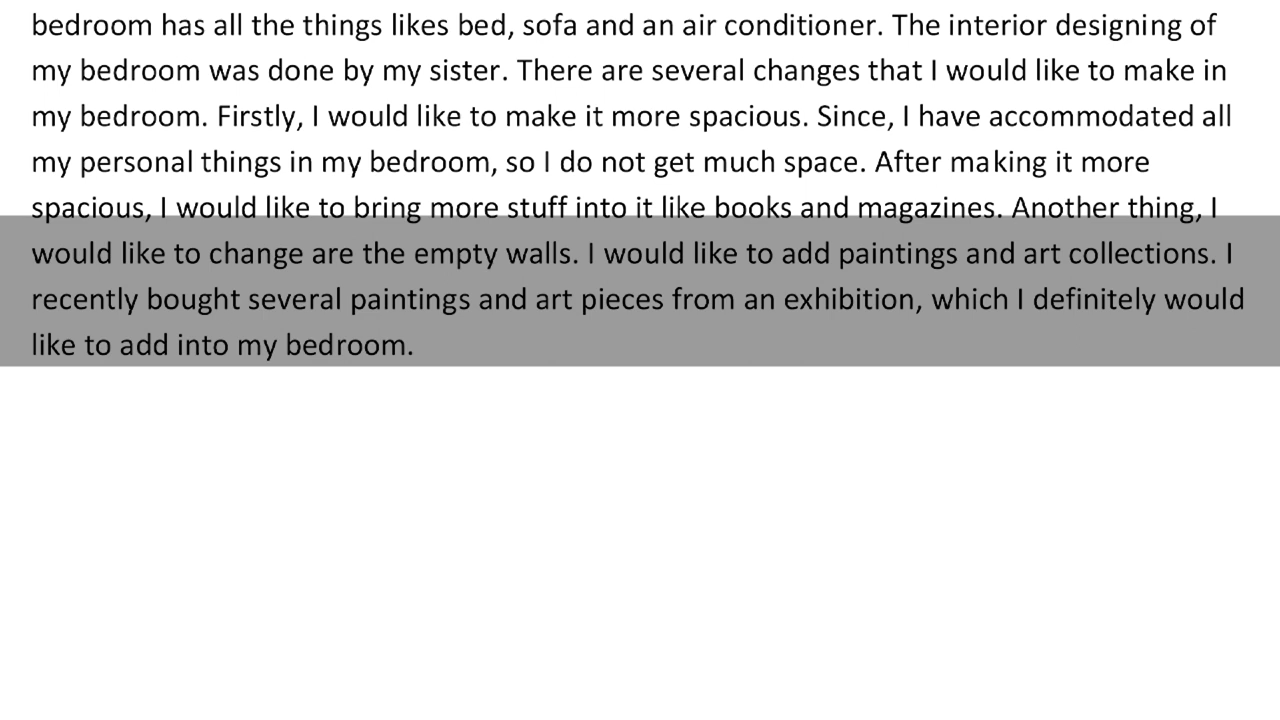 bedroom has all the things likes bed, sofa and an air conditioner. The interior designing of
my bedroom was done by my sister. There are several changes that I would like to make in
my bedroom. Firstly, I would like to make it more spacious. Since, I have accommodated all
my personal things in my bedroom, so I do not get much space. After making it more
spacious, I would like to bring more stuff into it like books and magazines. Another thing, I
would like to change are the empty walls. I would like to add paintings and art collections. I
recently bought several paintings and art pieces from an exhibition, which I definitely would
like to add into my bedroom.